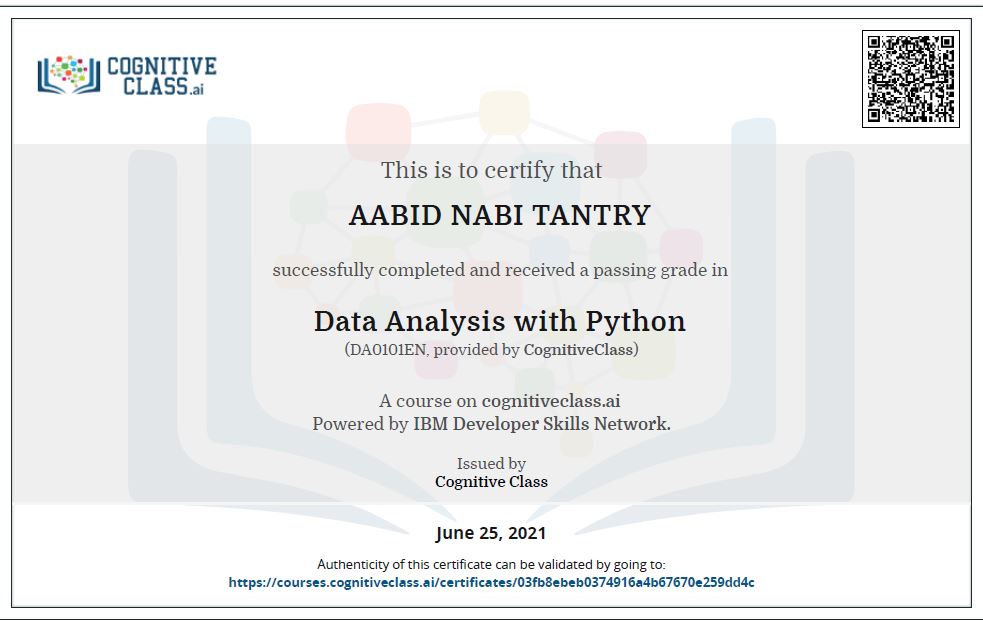 COGNITIVE
CLASS.ai
This is to certify that
AABID NABI TANTRY
successfully completed and received a passing grade in
Data Analysis with Python
(DA0101EN, provided by CognitiveClass)
A course on cognitiveclass.ai
Powered by IBM Developer Skills Network.
Issued by
Cognitive Class
June 25, 2021
Authenticity of this certificate can be validated by going to:
https://courses.cognitiveclass.ai/certificates/03fb8ebeb0374916a4b67670e259dd4c